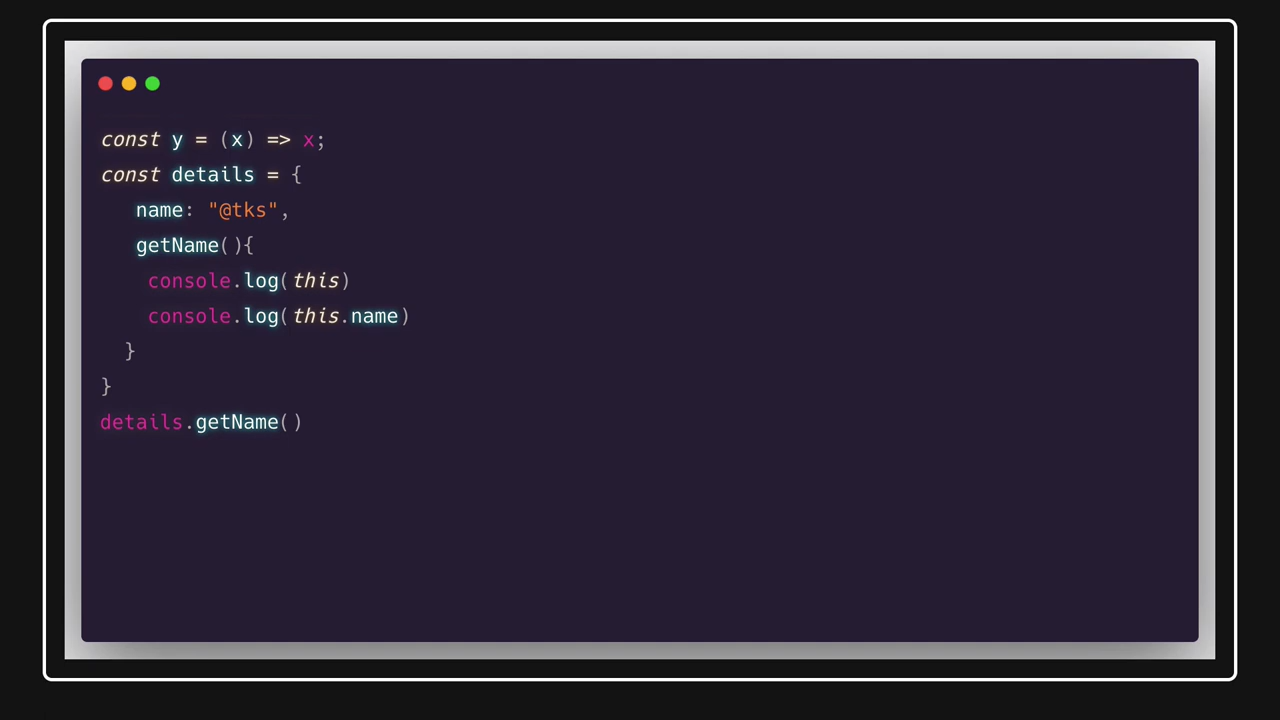 const y = (x) => x;
const details = {
name: "@tks",
getName(){
console.log(this)
console.log(this.name)
}
}
details.getName()